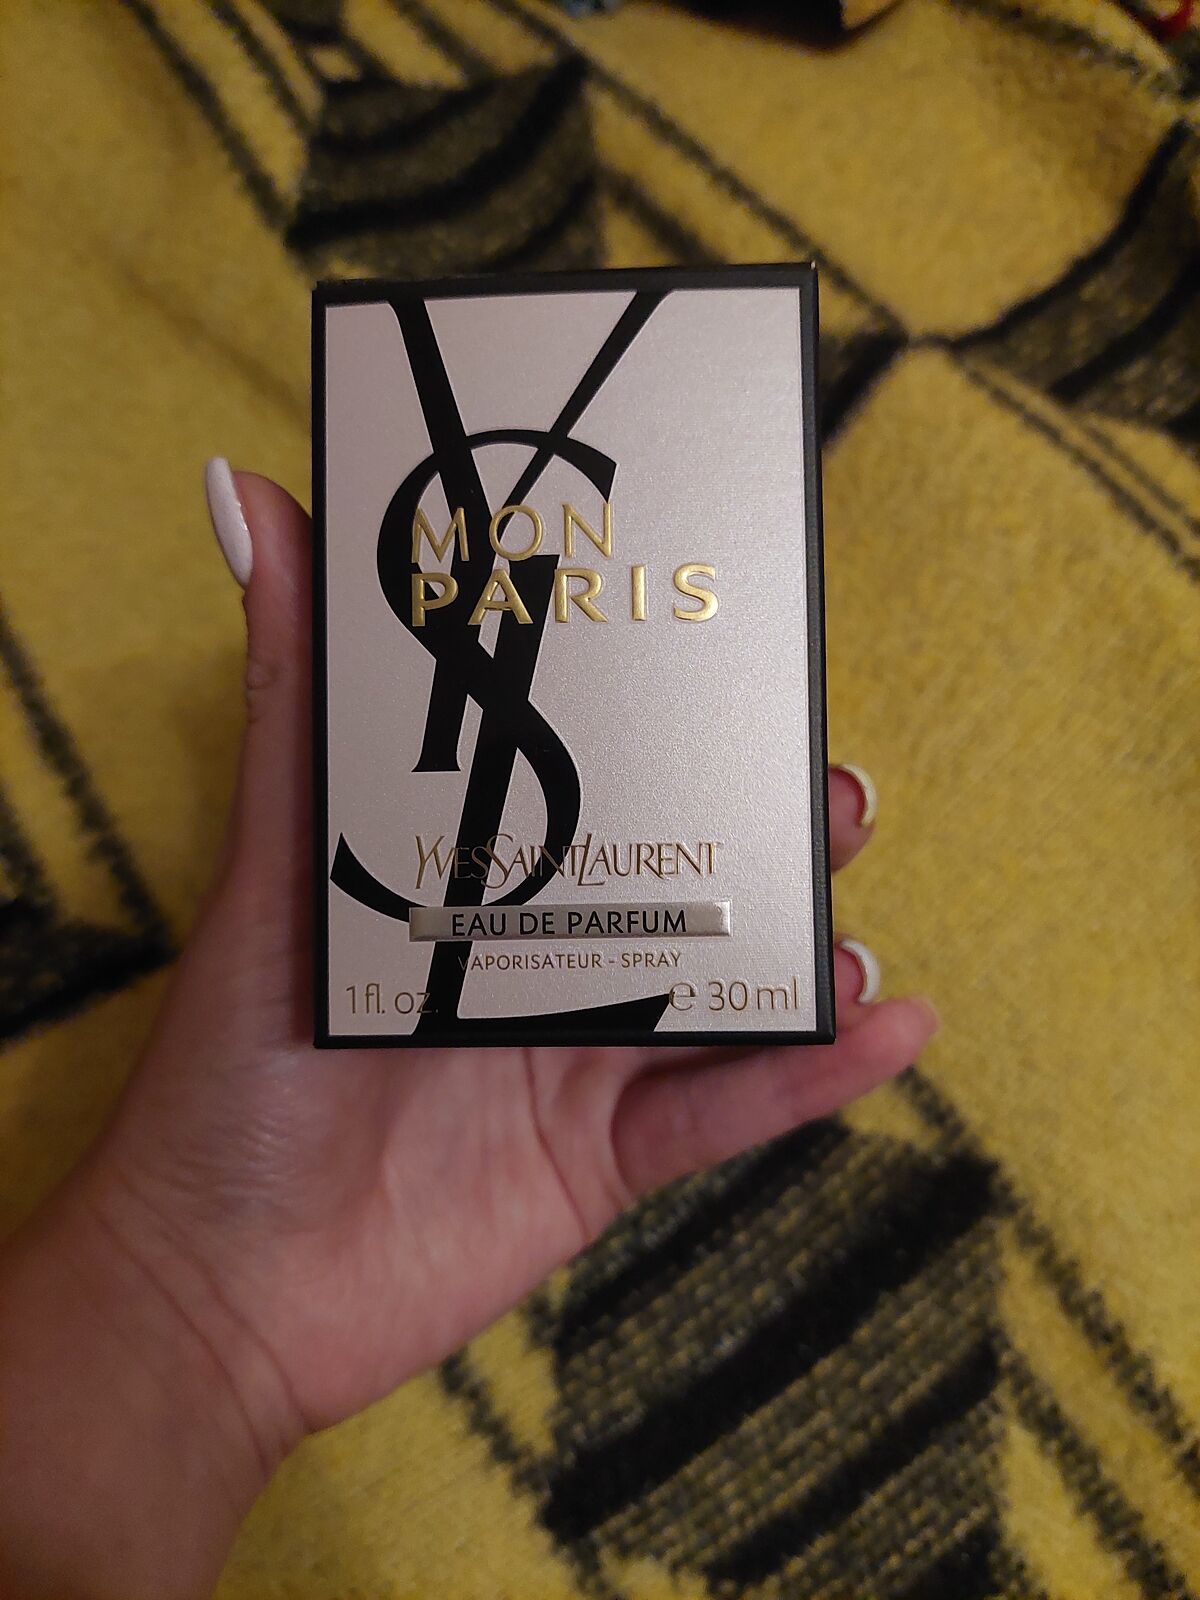 YSL
MON
PARIS
YVESSAINTLAURENT
EAU DE PARFUM
VAPORISATEUR - SPRAY
1 fl. oz. ℮ 30 ml